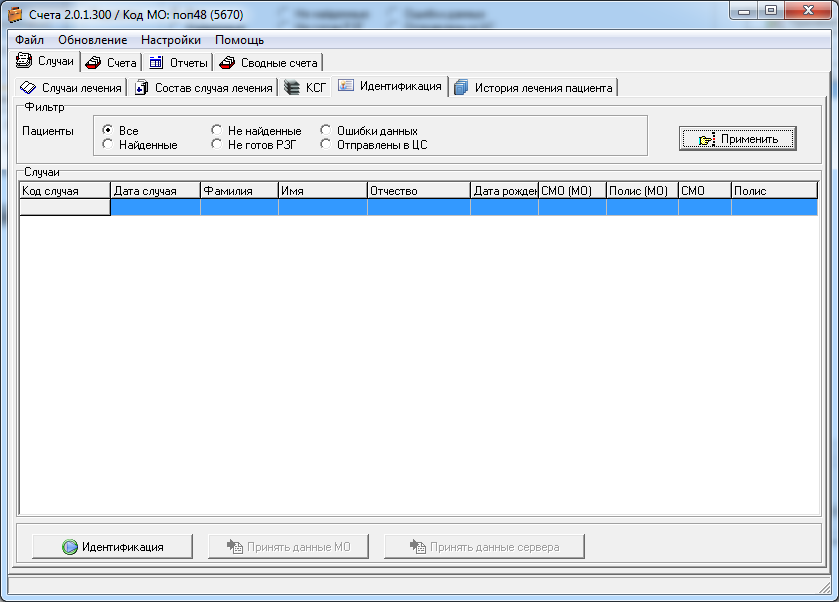 Счета 2.0.1.300 / Код МО: поп48 (5670)
Файл Обновление Настройки Помощь
Случаи Счета Отчеты Сводные счета
Случаи лечения Состав случая лечения КСГ Идентификация История лечения пациента
Фильтр
Пациенты Все Не найденные Ошибки данных
Найденные Не готов РЗГ Отправлены в ЦС
Применить
Случаи
Код случая Дата случая Фамилия Имя Отчество Дата рожден СМО (МО) Полис (МО) СМО Полис
Идентификация Принять данные МО Принять данные сервера